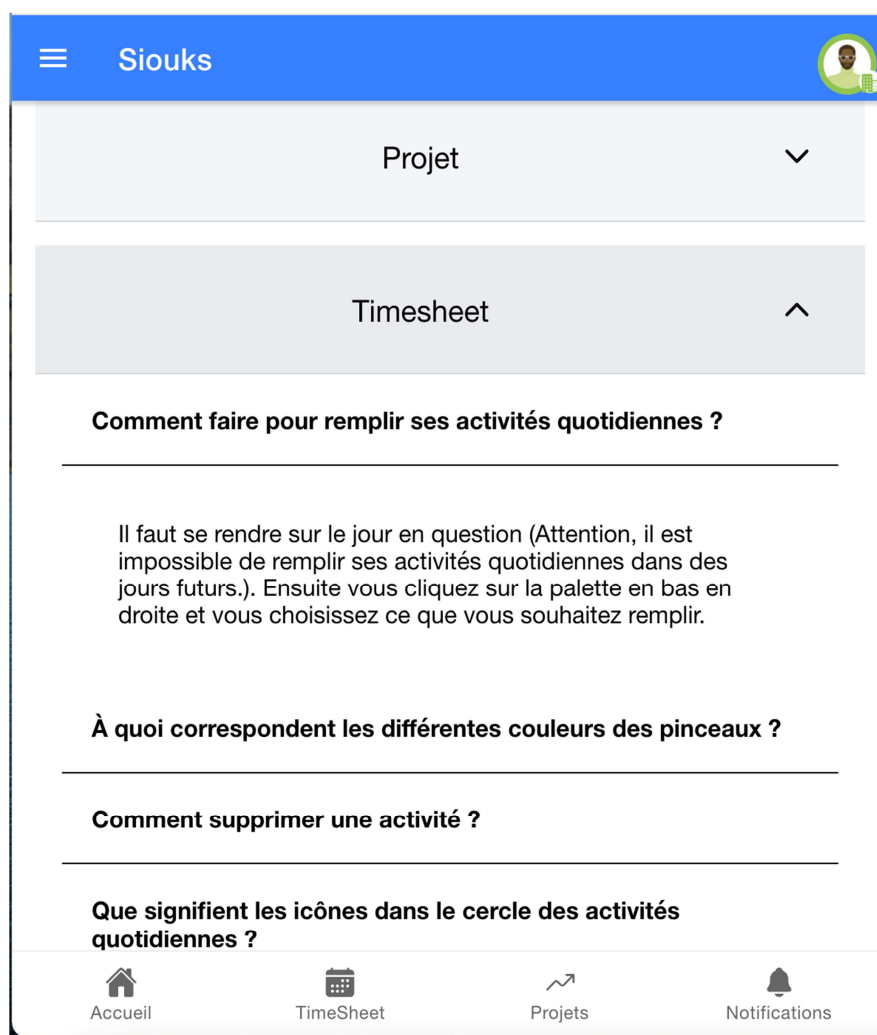 Siouks
Projet
Timesheet
Comment faire pour remplir ses activités quotidiennes ?
Il faut se rendre sur le jour en question (Attention, il est
impossible de remplir ses activités quotidiennes dans des
jours futurs.). Ensuite vous cliquez sur la palette en bas en
droite et vous choisissez ce que vous souhaitez remplir.
À quoi correspondent les différentes couleurs des pinceaux ?
Comment supprimer une activité ?
Que signifient les icônes dans le cercle des activités
quotidiennes ?
Accueil TimeSheet Projets Notifications